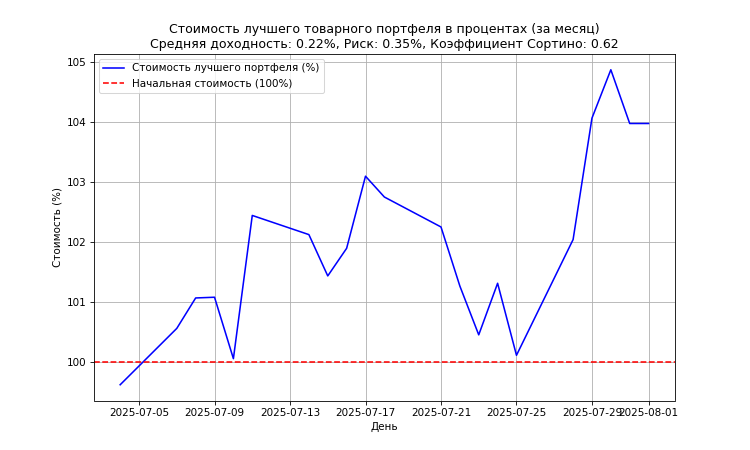 Стоимость лучшего товарного портфеля в процентах (за месяц)
Средняя доходность: 0.22%, Риск: 0.35%, Коэффициент Сортино: 0.62
Стоимость лучшего портфеля (%)
Начальная стоимость (100%)
Стоимость (%)
105
104
103
102
101
100
2025-07-05 2025-07-09 2025-07-13 2025-07-17 2025-07-21 2025-07-25 2025-07-29 2025-08-01
День